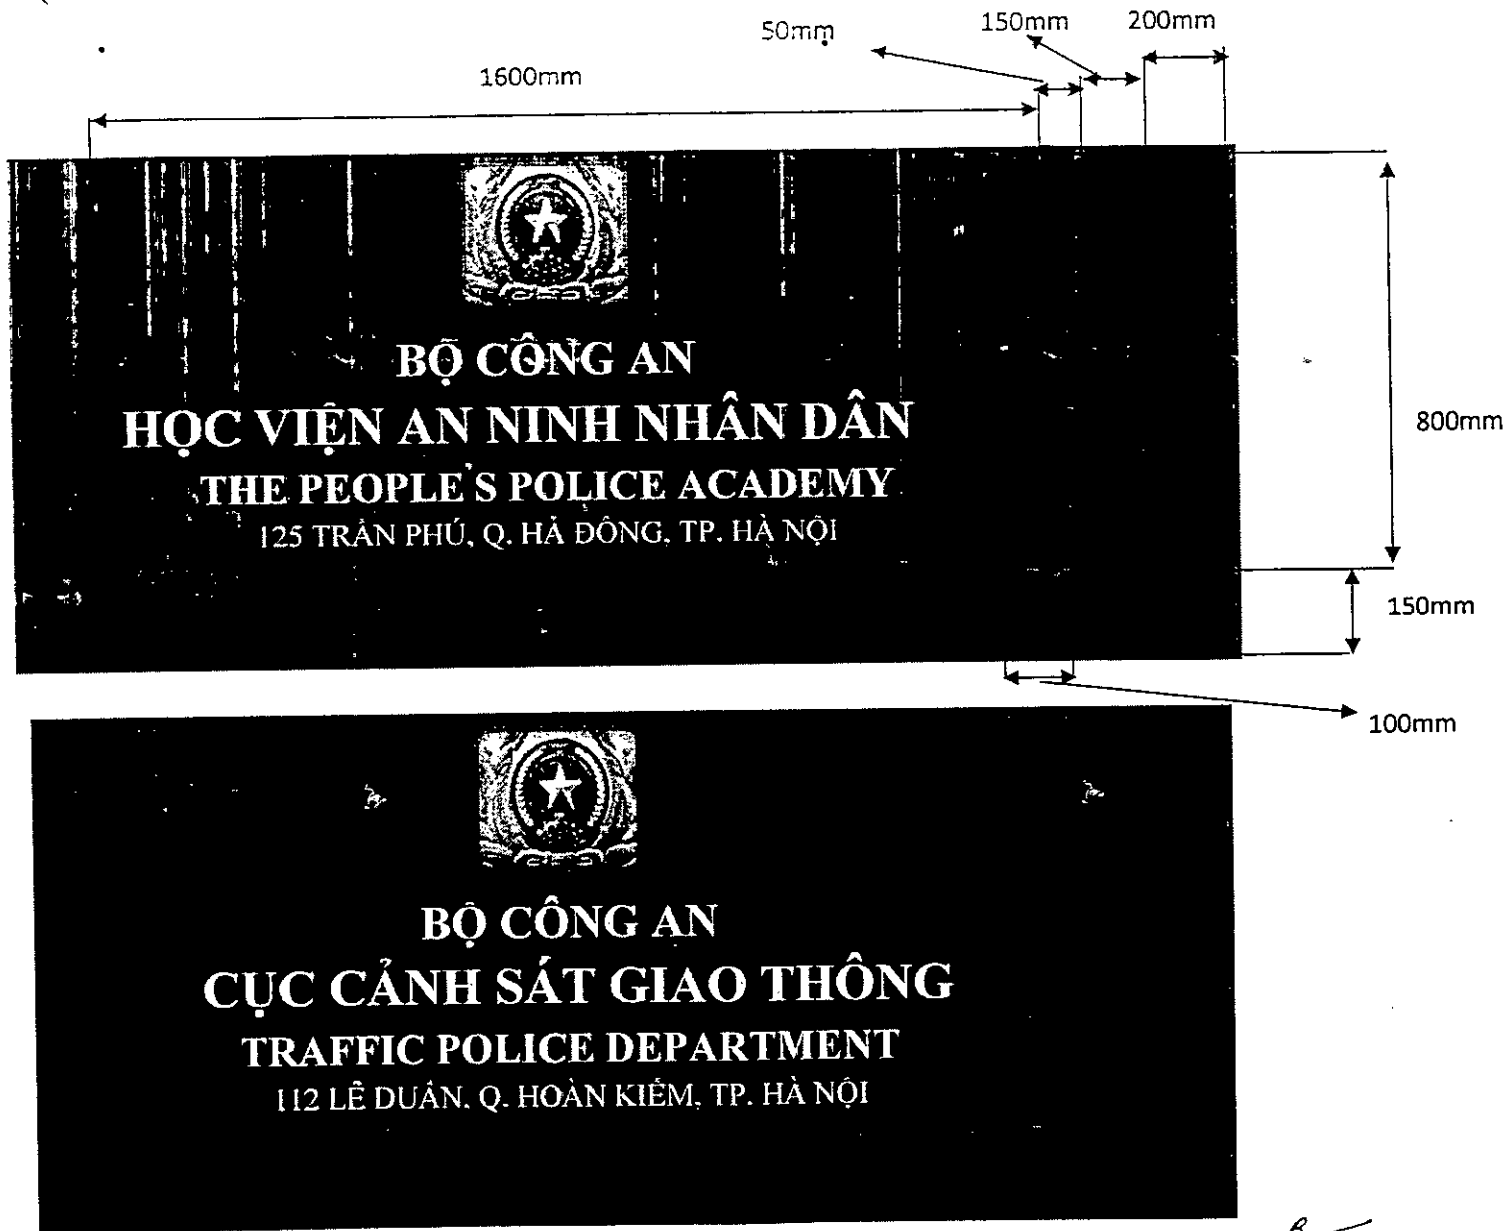 50mm
150mm
200mm
1600mm
BỘ CÔNG AN
HỌC VIỆN AN NINH NHÂN DÂN
THE PEOPLE'S POLICE ACADEMY
125 TRẦN PHÚ, Q. HÀ ĐÔNG, TP. HÀ NỘI
800mm
150mm
100mm
BỘ CÔNG AN
CỤC CẢNH SÁT GIAO THÔNG
TRAFFIC POLICE DEPARTMENT
112 LÊ DUẨN, Q. HOÀN KIẾM, TP. HÀ NỘI